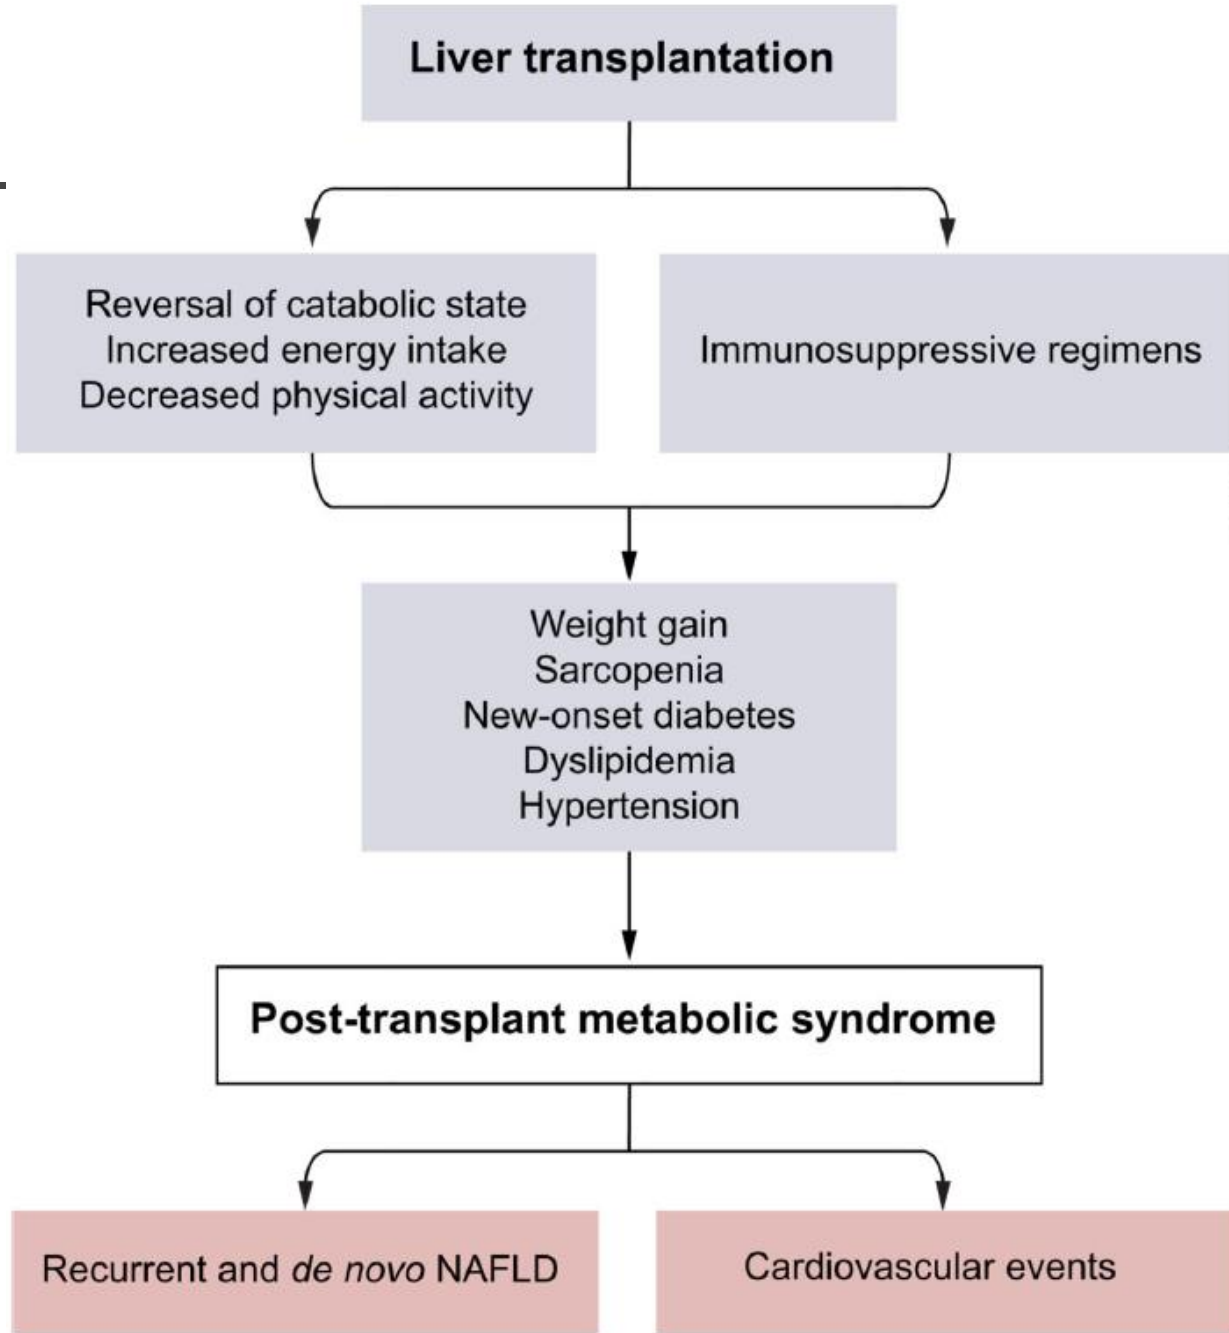 Liver transplantation
Reversal of catabolic state
Increased energy intake
Decreased physical activity
Immunosuppressive regimens
Weight gain
Sarcopenia
New-onset diabetes
Dyslipidemia
Hypertension
Post-transplant metabolic syndrome
Recurrent and de novo NAFLD
Cardiovascular events